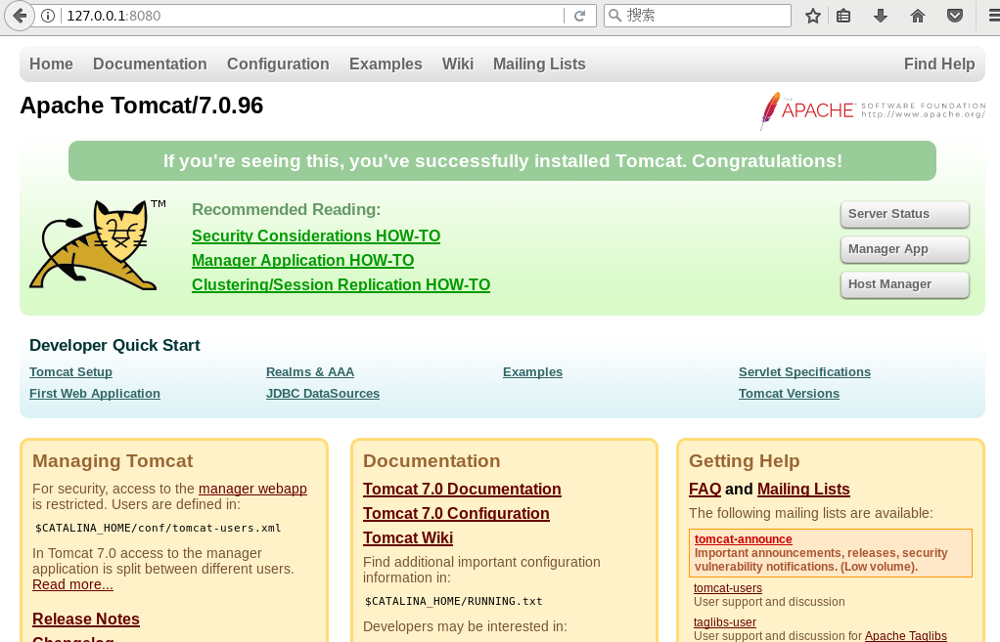 127.0.0.1:8080
搜索
Home Documentation Configuration Examples Wiki Mailing Lists Find Help
Apache Tomcat/7.0.96
THE APACHE SOFTWARE FOUNDATION
http://www.apache.org/
If you're seeing this, you've successfully installed Tomcat. Congratulations!
TM
Recommended Reading:
Security Considerations HOW-TO
Manager Application HOW-TO
Clustering/Session Replication HOW-TO
Server Status
Manager App
Host Manager
Developer Quick Start
Tomcat Setup
First Web Application
Realms & AAA
JDBC DataSources
Examples
Servlet Specifications
Tomcat Versions
Managing Tomcat
For security, access to the manager webapp
is restricted. Users are defined in:
$CATALINA_HOME/conf/tomcat-users.xml
In Tomcat 7.0 access to the manager
application is split between different users.
Read more...
Release Notes
Changelog
Documentation
Tomcat 7.0 Documentation
Tomcat 7.0 Configuration
Tomcat Wiki
Find additional important configuration
information in:
$CATALINA_HOME/RUNNING.txt
Developers may be interested in:
Getting Help
FAQ and Mailing Lists
The following mailing lists are available:
tomcat-announce
Important announcements, releases, security
vulnerability notifications. (Low volume).
tomcat-users
User support and discussion
taglibs-user
User support and discussion for Apache Taglibs